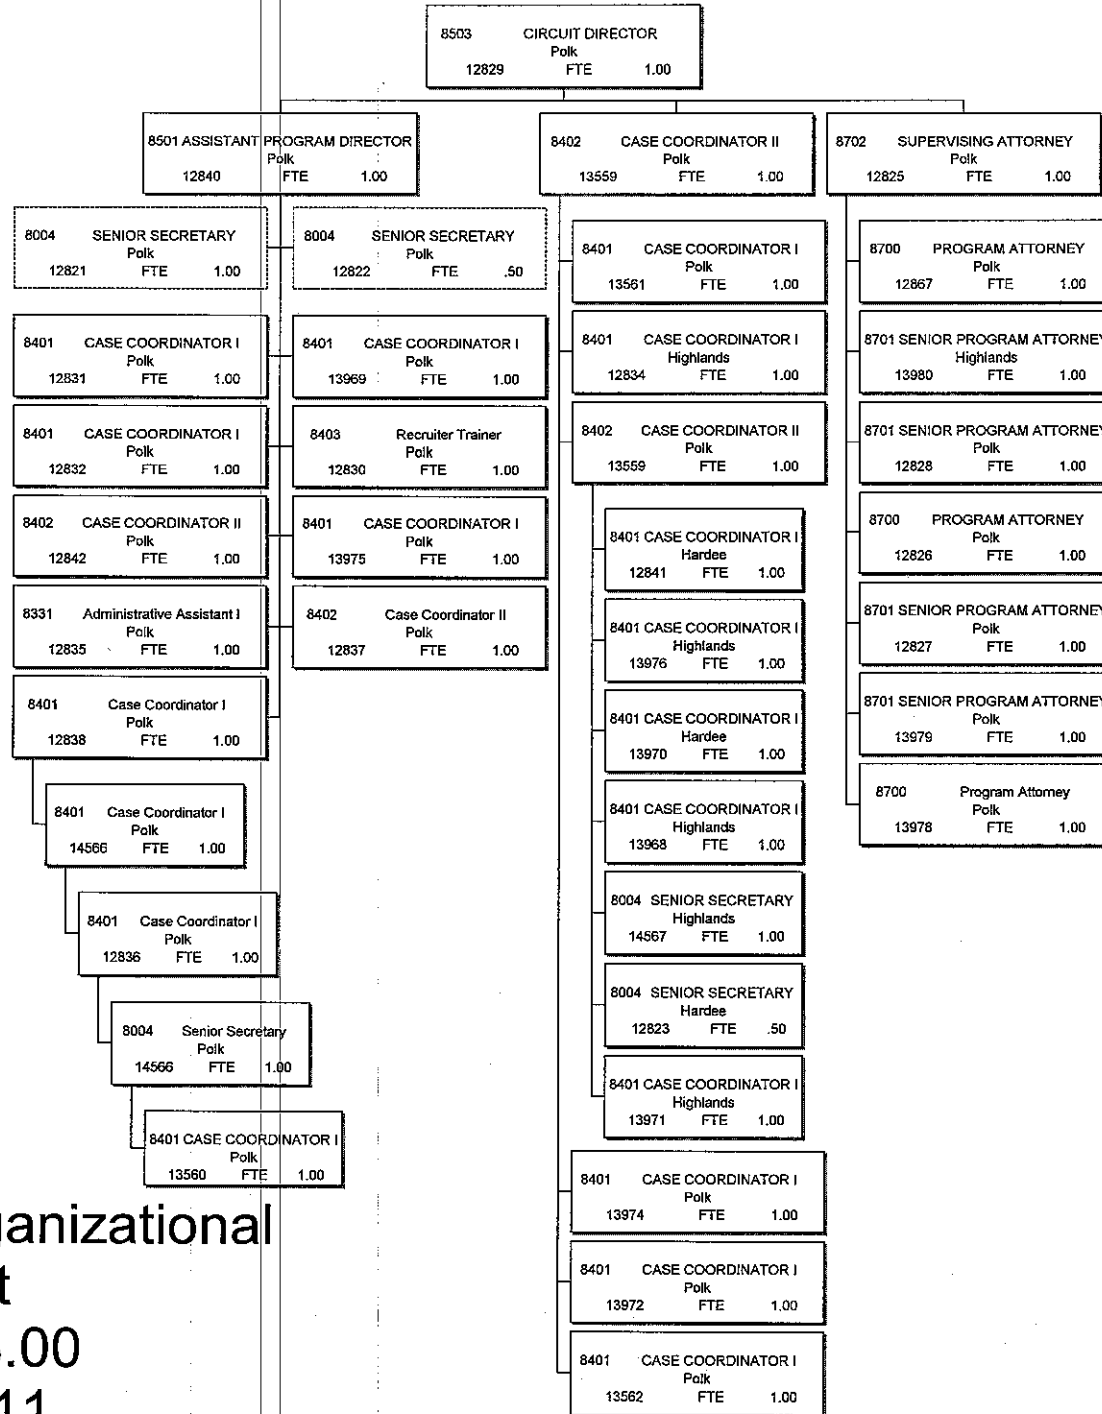 8503 CIRCUIT DIRECTOR
Polk
12829 FTE 1.00
8501 ASSISTANT PROGRAM DIRECTOR
Polk
12840 FTE 1.00
8004 SENIOR SECRETARY
Polk
12821 FTE 1.00
8004 SENIOR SECRETARY
Polk
12822 FTE .50
8401 CASE COORDINATOR I
Polk
12831 FTE 1.00
8401 CASE COORDINATOR I
Polk
13969 FTE 1.00
8401 CASE COORDINATOR I
Polk
12832 FTE 1.00
8403 Recruiter Trainer
Polk
12830 FTE 1.00
8402 CASE COORDINATOR II
Polk
12842 FTE 1.00
8401 CASE COORDINATOR I
Polk
13975 FTE 1.00
8331 Administrative Assistant I
Polk
12835 FTE 1.00
8402 Case Coordinator II
Polk
12837 FTE 1.00
8401 Case Coordinator I
Polk
12838 FTE 1.00
8401 Case Coordinator I
Polk
14566 FTE 1.00
8401 Case Coordinator I
Polk
12836 FTE 1.00
8004 Senior Secretary
Polk
14566 FTE 1.00
8401 CASE COORDINATOR I
Polk
13560 FTE 1.00
8402 CASE COORDINATOR II
Polk
13559 FTE 1.00
8401 CASE COORDINATOR I
Polk
13561 FTE 1.00
8401 CASE COORDINATOR I
Highlands
12834 FTE 1.00
8402 CASE COORDINATOR II
Polk
13559 FTE 1.00
8401 CASE COORDINATOR I
Hardee
12841 FTE 1.00
8401 CASE COORDINATOR I
Highlands
13976 FTE 1.00
8401 CASE COORDINATOR I
Hardee
13970 FTE 1.00
8401 CASE COORDINATOR I
Highlands
13968 FTE 1.00
8004 SENIOR SECRETARY
Highlands
14567 FTE 1.00
8004 SENIOR SECRETARY
Hardee
12823 FTE .50
8401 CASE COORDINATOR I
Highlands
13971 FTE 1.00
8401 CASE COORDINATOR I
Polk
13974 FTE 1.00
8401 CASE COORDINATOR I
Polk
13972 FTE 1.00
8401 CASE COORDINATOR I
Polk
13562 FTE 1.00
8702 SUPERVISING ATTORNEY
Polk
12825 FTE 1.00
8700 PROGRAM ATTORNEY
Polk
12867 FTE 1.00
8701 SENIOR PROGRAM ATTORNEY
Highlands
13980 FTE 1.00
8701 SENIOR PROGRAM ATTORNEY
Polk
12828 FTE 1.00
8700 PROGRAM ATTORNEY
Polk
12826 FTE 1.00
8701 SENIOR PROGRAM ATTORNEY
Polk
12827 FTE 1.00
8701 SENIOR PROGRAM ATTORNEY
Polk
13979 FTE 1.00
8700 Program Attorney
Polk
13978 FTE 1.00
ganizational
t
.00
11